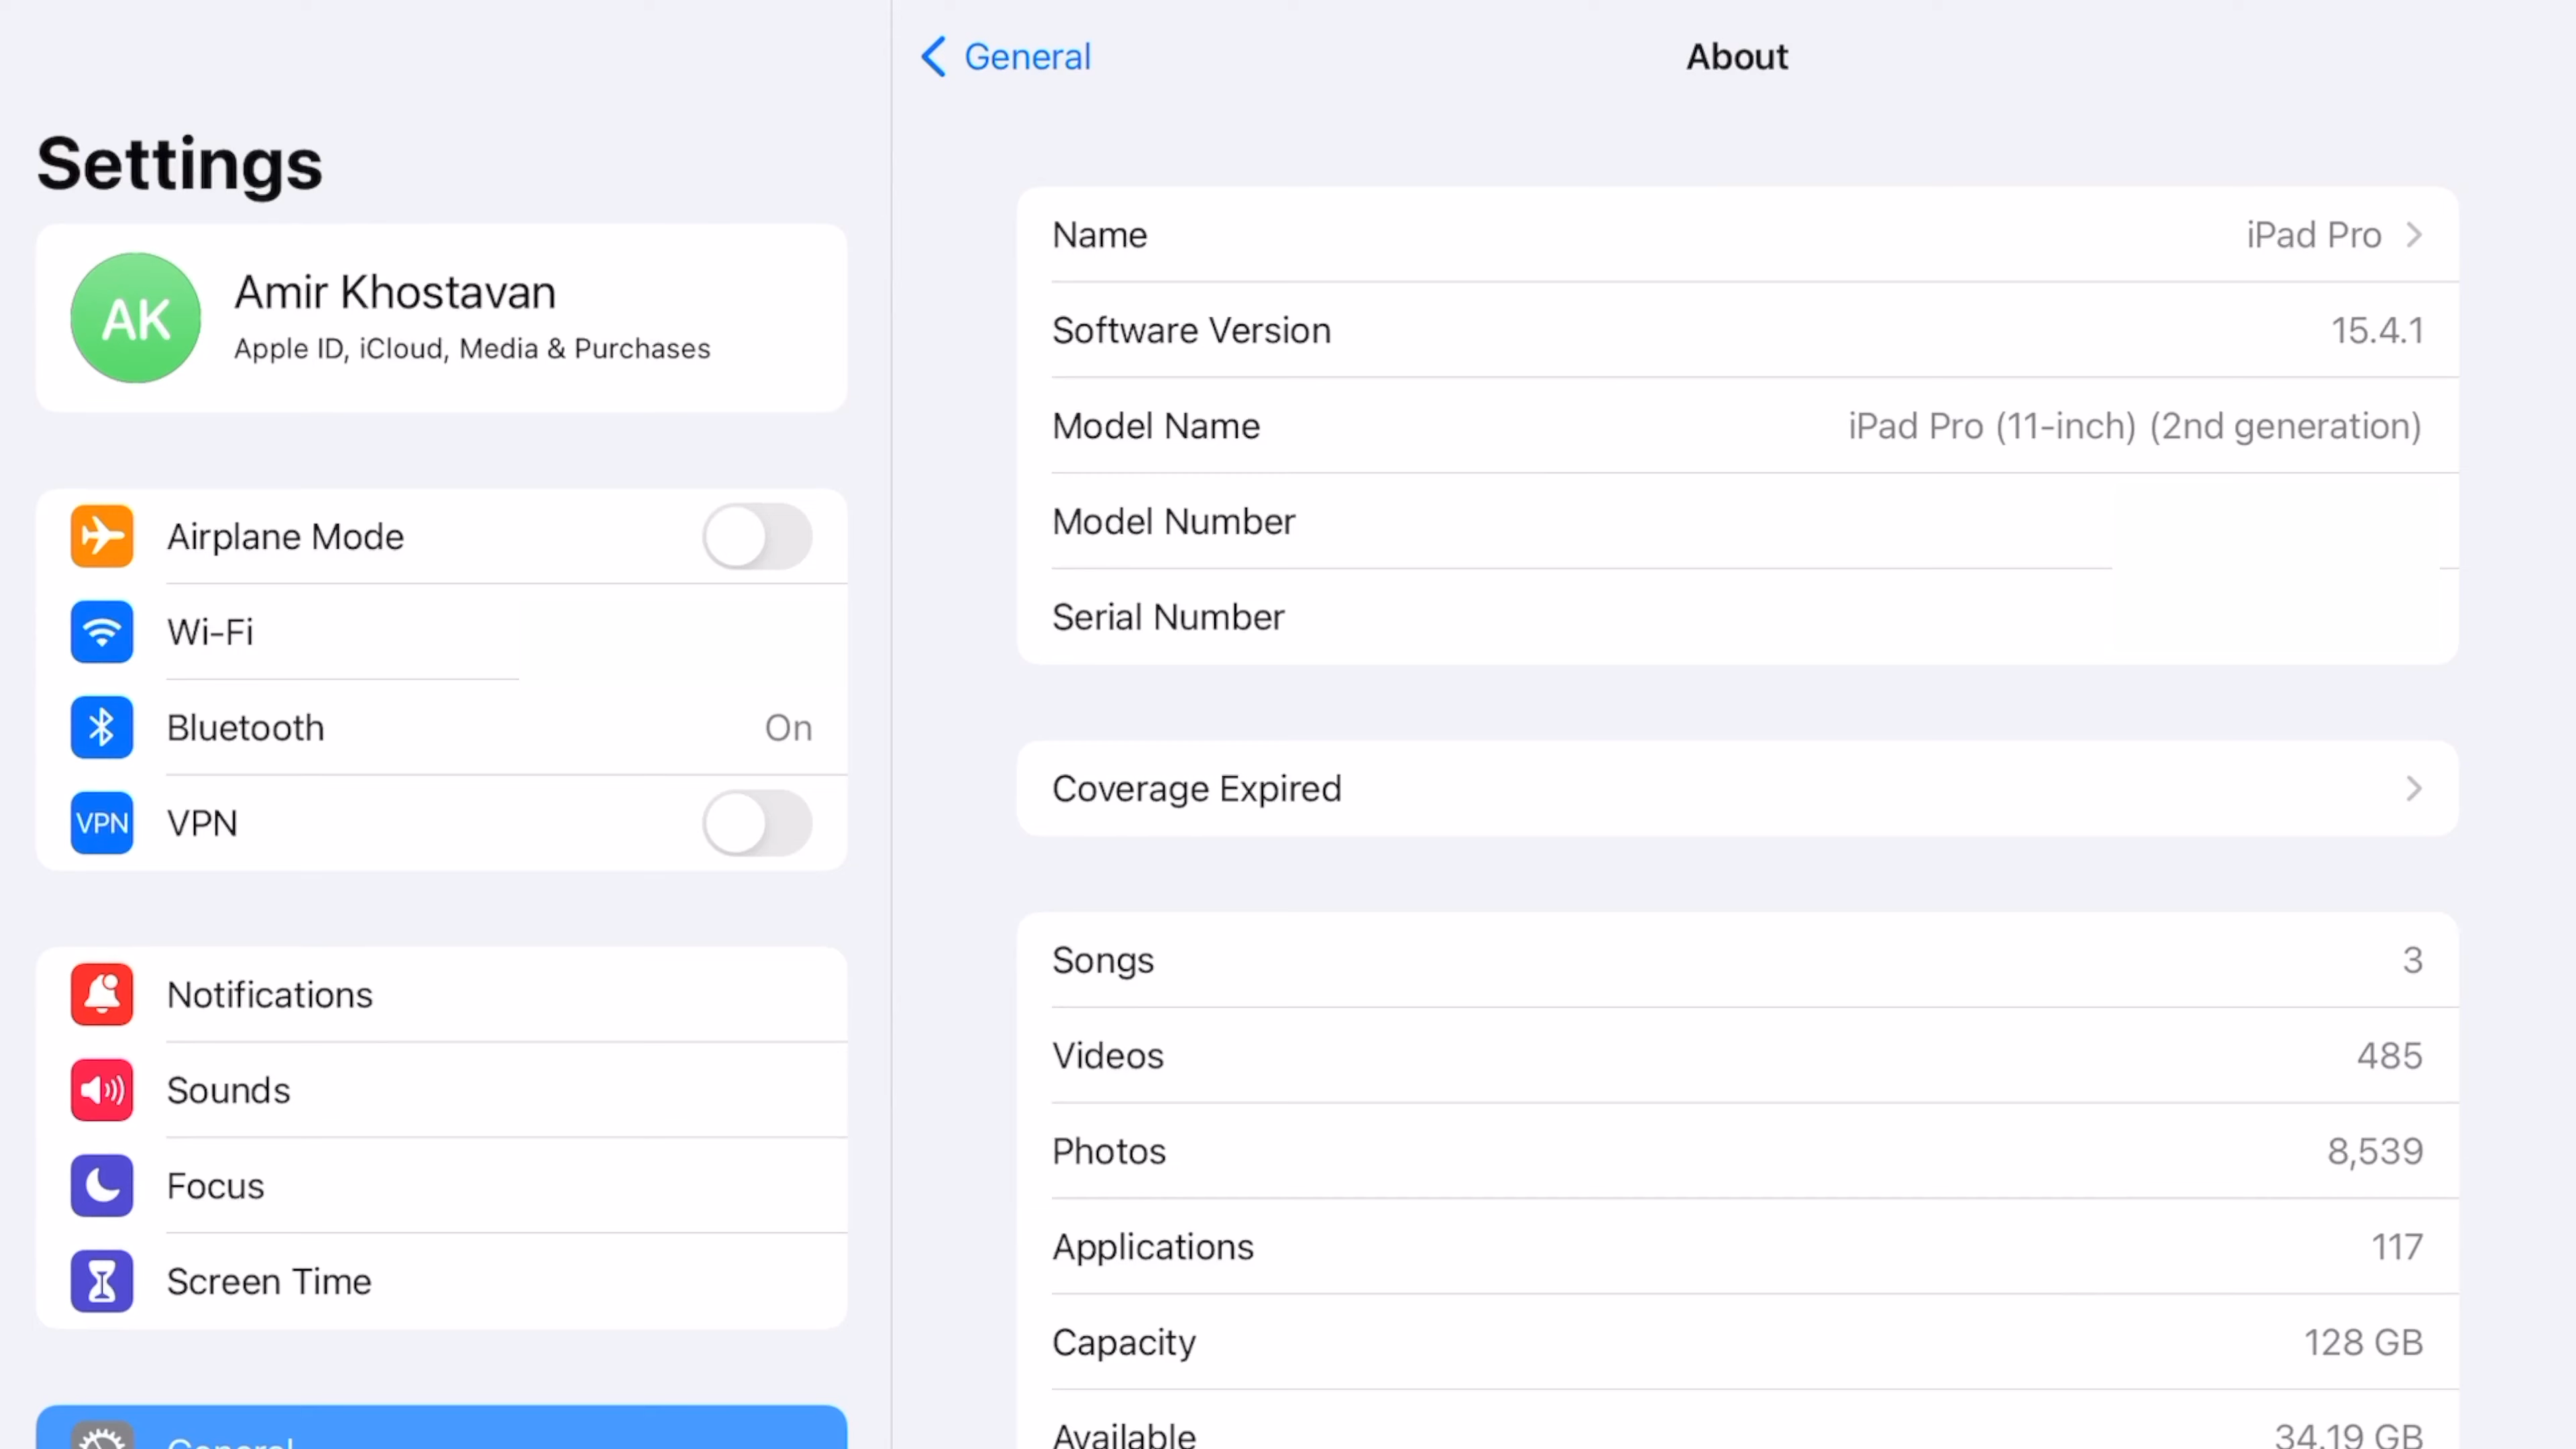 Settings
AK
Amir Khostavan
Apple ID, iCloud, Media & Purchases
Airplane Mode
Wi-Fi
Bluetooth On
VPN VPN
Notifications
Sounds
Focus
Screen Time
General
General
About
Name iPad Pro
Software Version 15.4.1
Model Name iPad Pro (11-inch) (2nd generation)
Model Number
Serial Number
Coverage Expired
Songs 3
Videos 485
Photos 8,539
Applications 117
Capacity 128 GB
Available 34.19 GB